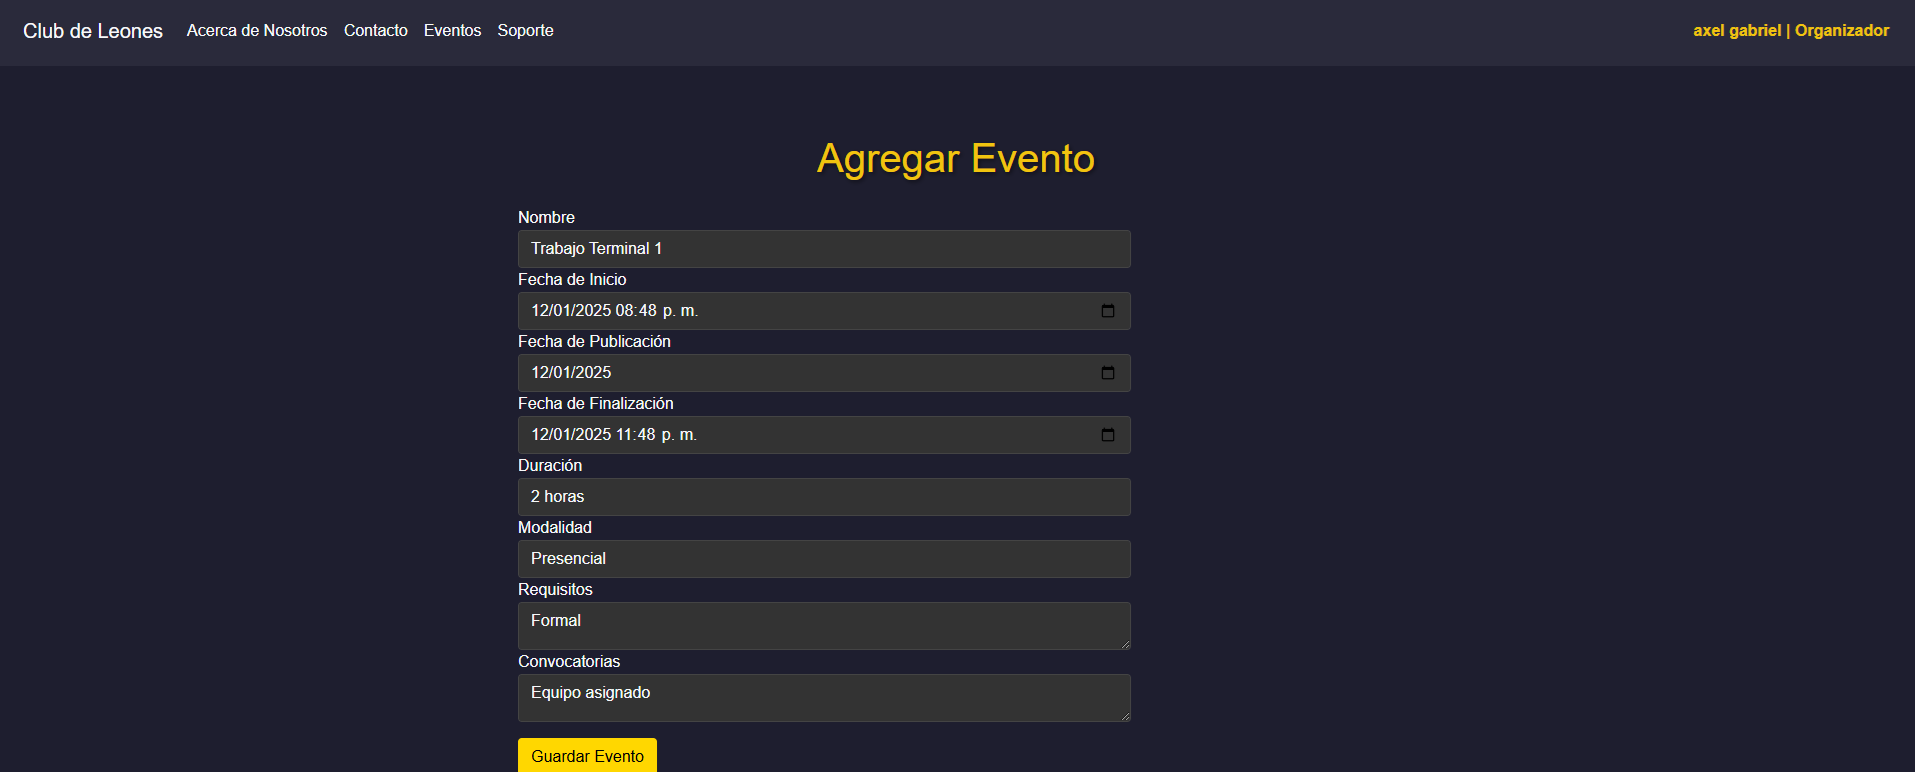 Club de Leones Acerca de Nosotros Contacto Eventos Soporte axel gabriel | Organizador
Agregar Evento
Nombre
Trabajo Terminal 1
Fecha de Inicio
12/01/2025 08:48 p. m.
Fecha de Publicación
12/01/2025
Fecha de Finalización
12/01/2025 11:48 p. m.
Duración
2 horas
Modalidad
Presencial
Requisitos
Formal
Convocatorias
Equipo asignado
Guardar Evento